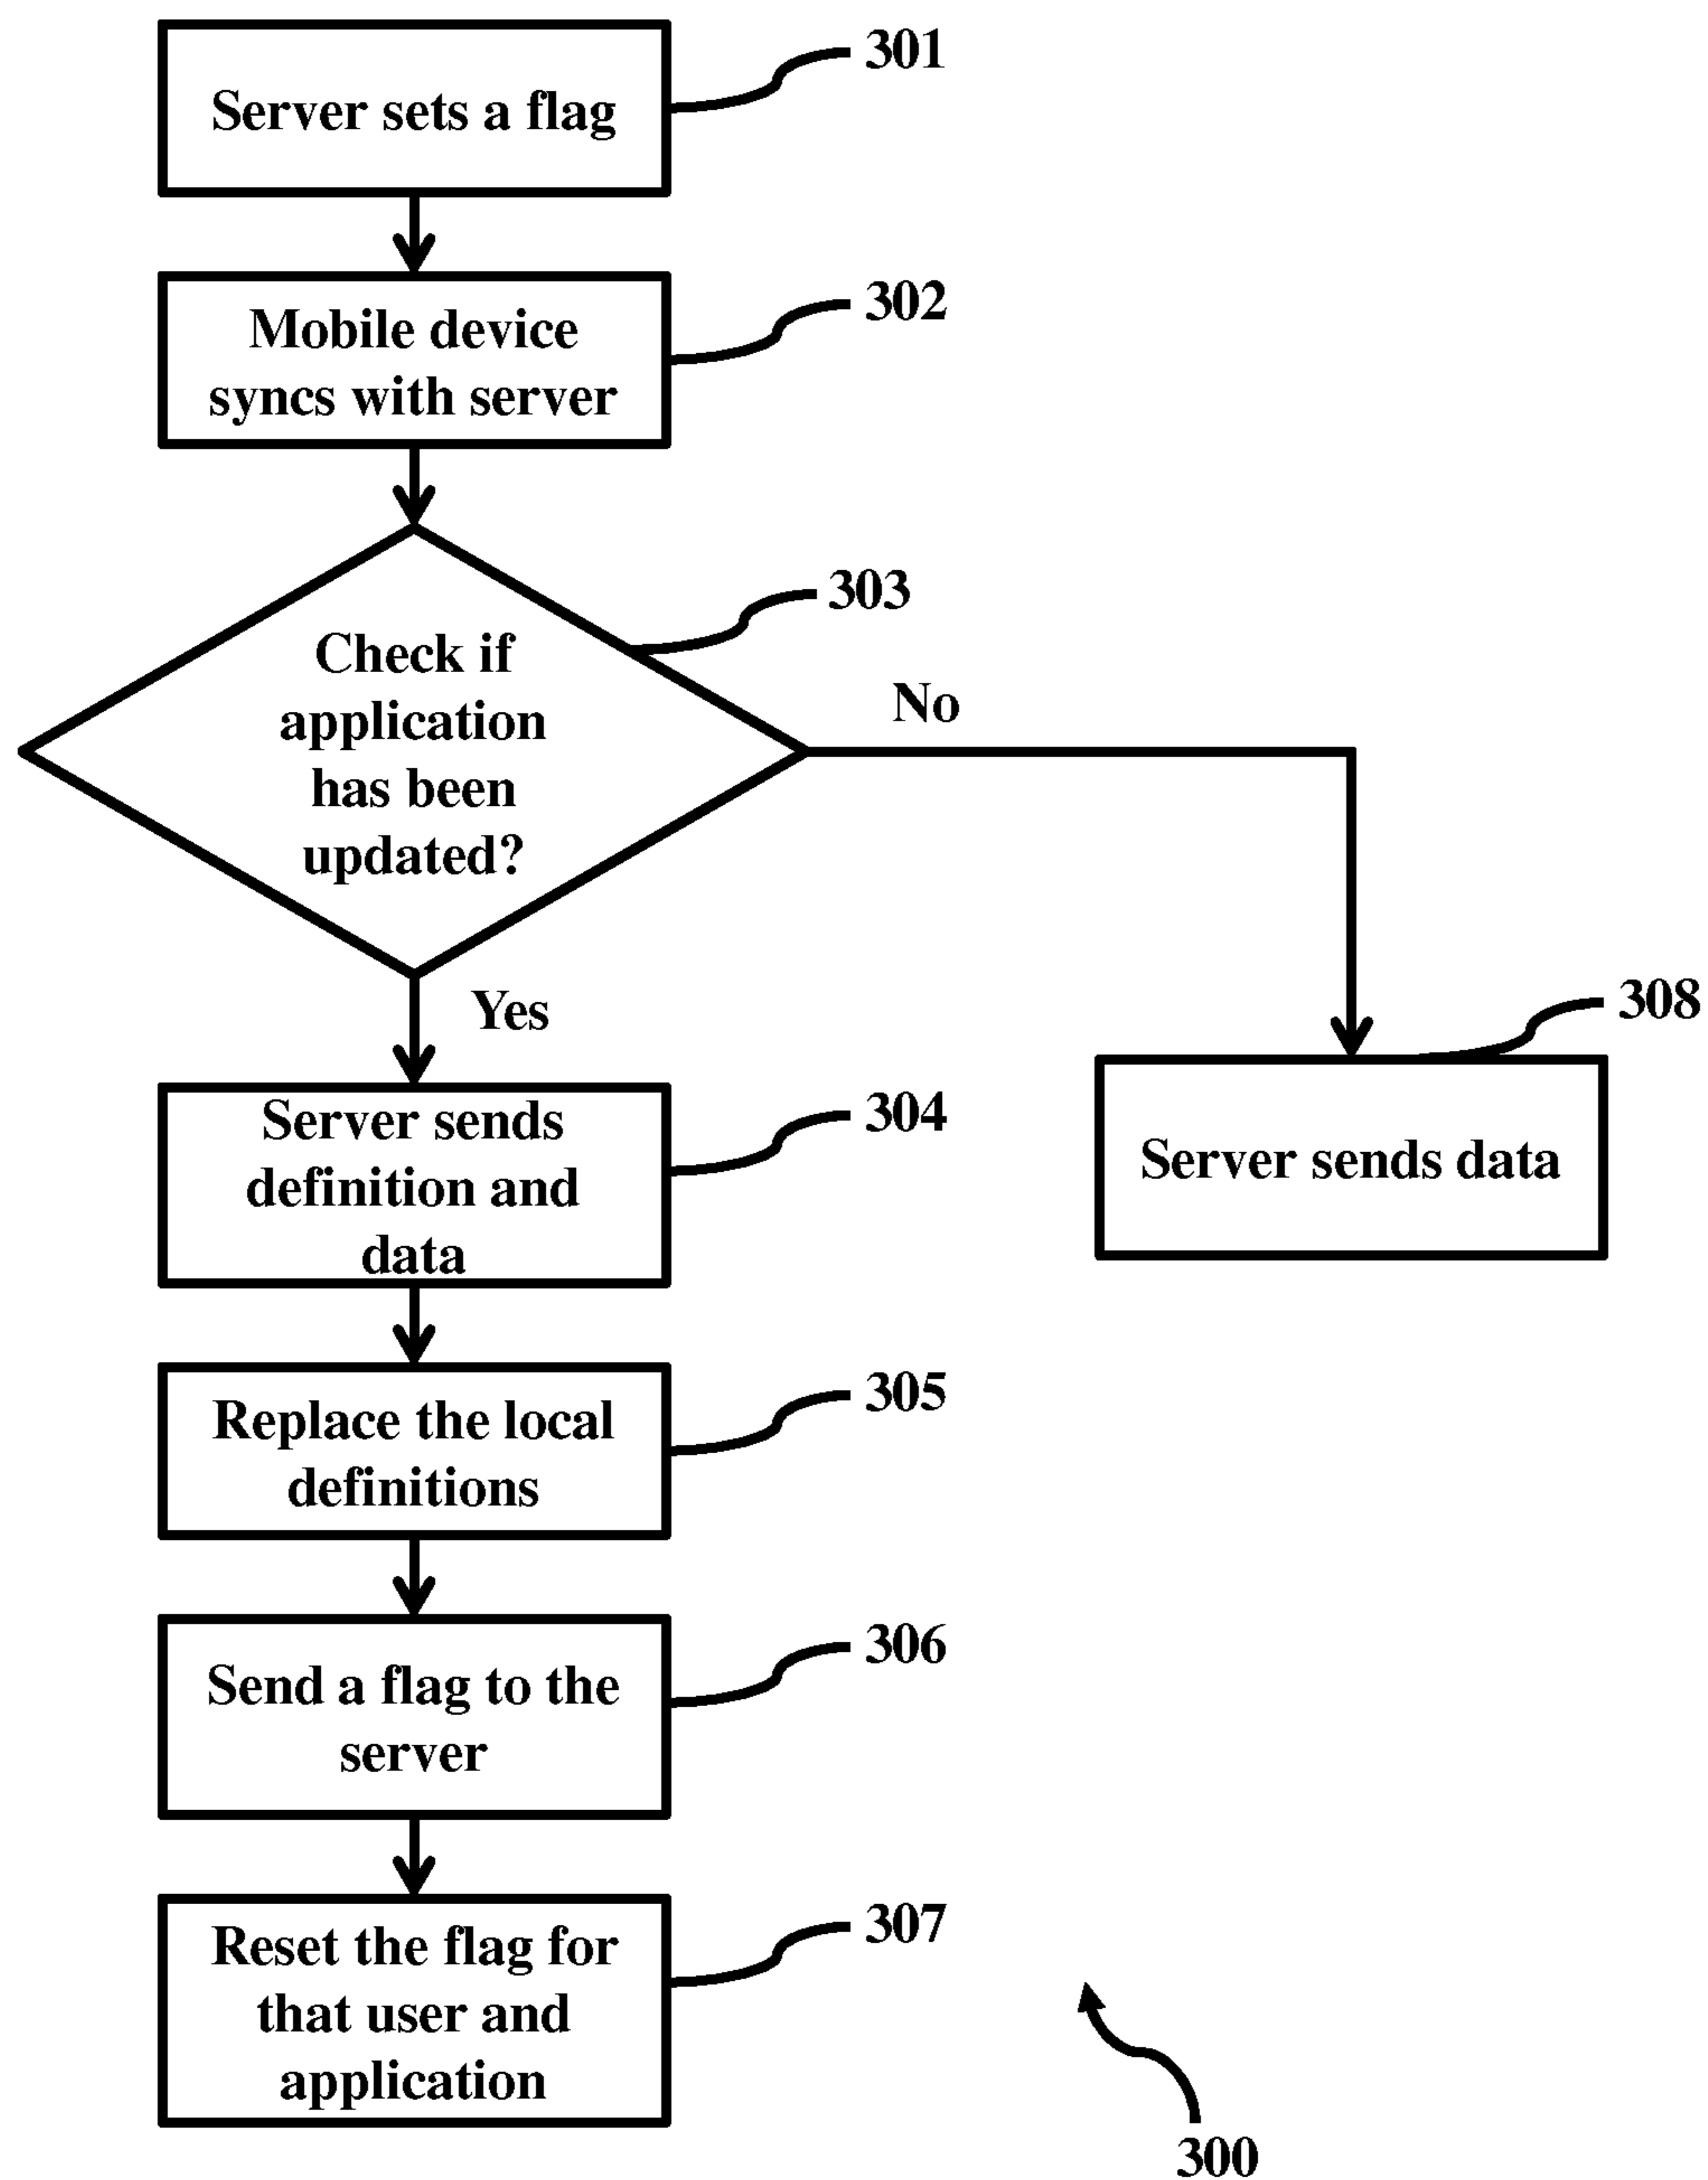 301
Server sets a flag
302
Mobile device
syncs with server
303
Check if
application
has been
updated?
No
Yes
308
Server sends data
304
Server sends
definition and
data
305
Replace the local
definitions
306
Send a flag to the
server
307
Reset the flag for
that user and
application
300